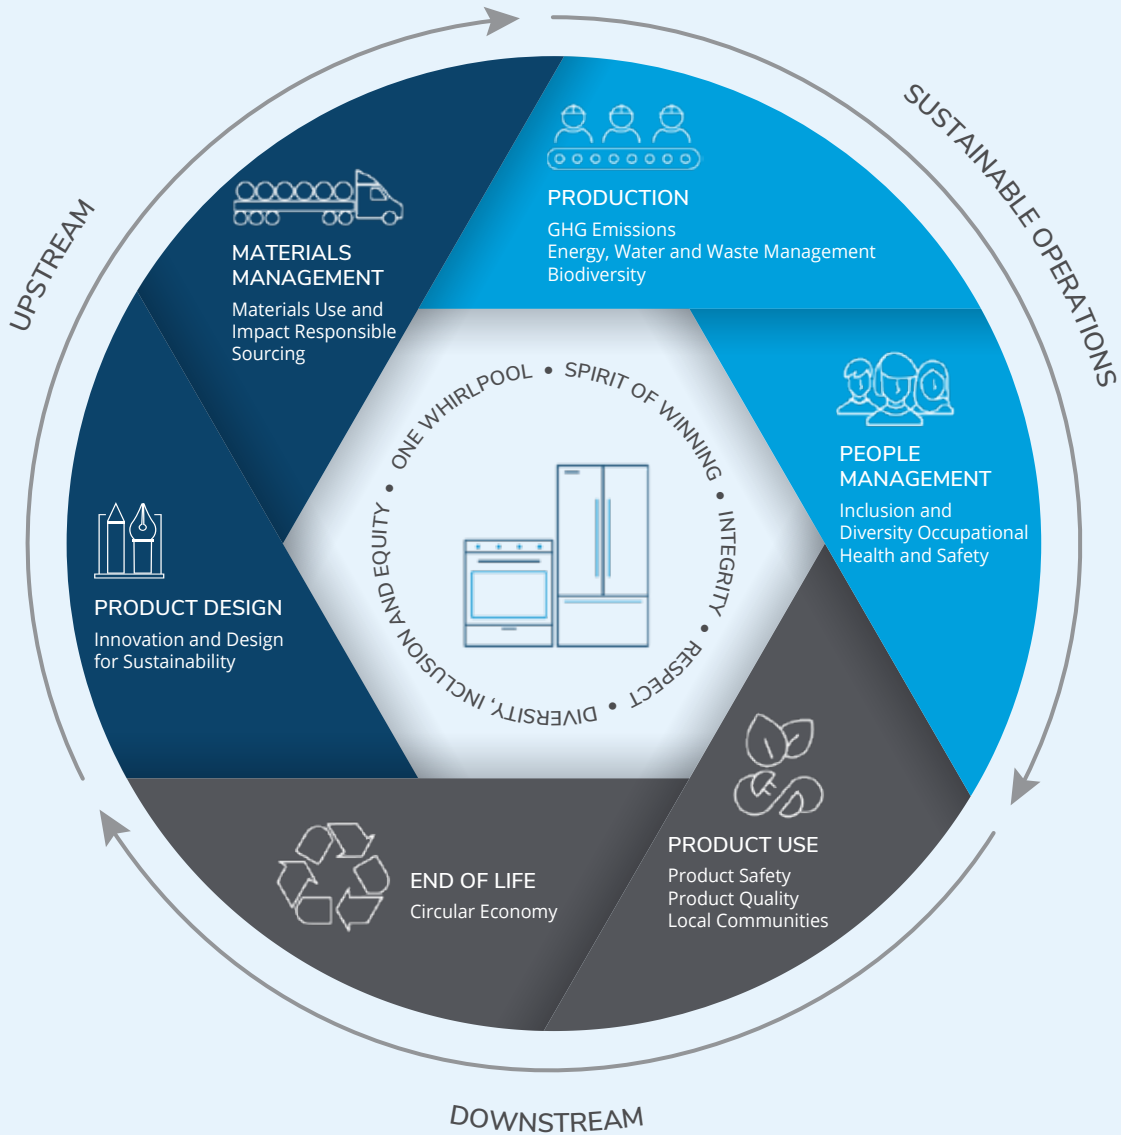 UPSTREAM
SUSTAINABLE OPERATIONS
DOWNSTREAM
MATERIALS
MANAGEMENT
Materials Use and
Impact Responsible
Sourcing
PRODUCTION
GHG Emissions
Energy, Water and Waste Management
Biodiversity
PEOPLE
MANAGEMENT
Inclusion and
Diversity Occupational
Health and Safety
PRODUCT USE
Product Safety
Product Quality
Local Communities
END OF LIFE
Circular Economy
PRODUCT DESIGN
Innovation and Design
for Sustainability
ONE WHIRLPOOL • SPIRIT OF WINNING • INTEGRITY • RESPECT • DIVERSITY, INCLUSION AND EQUITY •